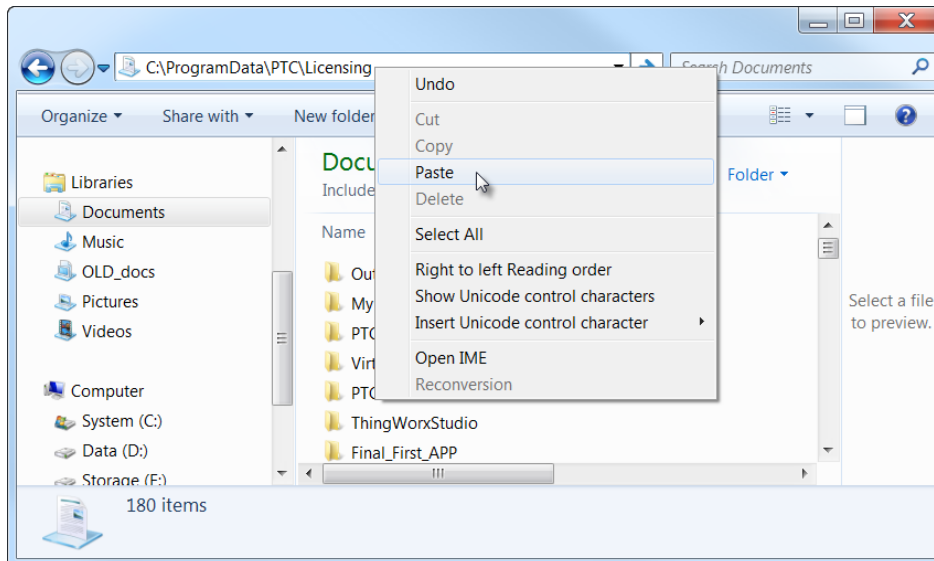 C:\ProgramData\PTC\Licensing
Search Documents
Organize
Share with
New folder
Libraries
Documents
Music
OLD_docs
Pictures
Videos
Computer
System (C:)
Data (D:)
Storage (E:)
Docu
Include
Folder
Name
Out
My
PTC
Virt
PTC
ThingWorxStudio
Final_First_APP
Undo
Cut
Copy
Paste
Delete
Select All
Right to left Reading order
Show Unicode control characters
Insert Unicode control character
Open IME
Reconversion
Select a file
to preview.
180 items